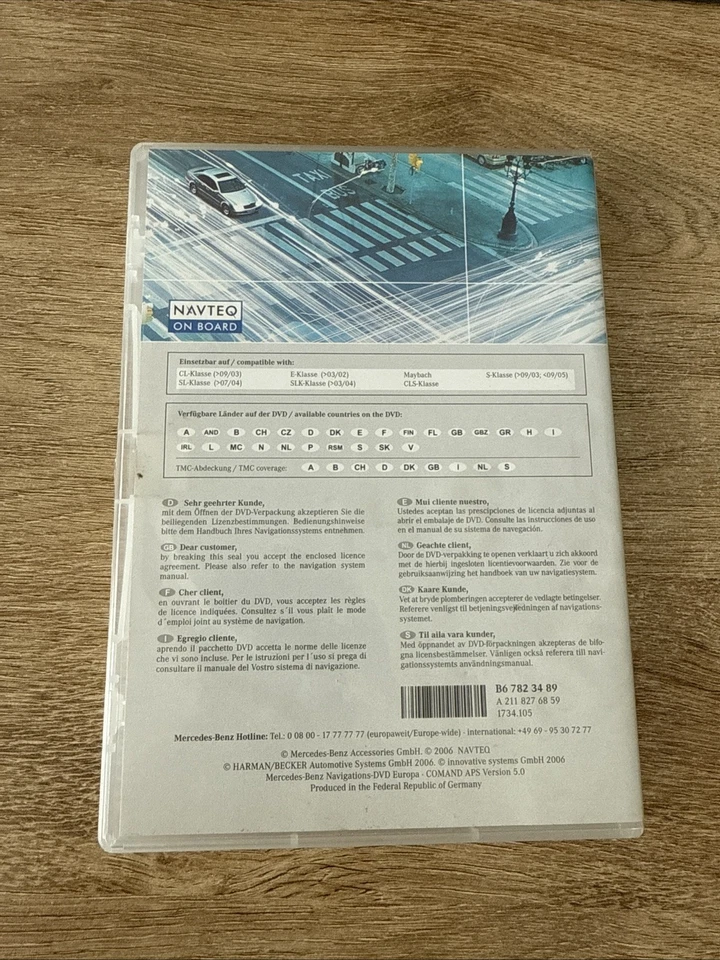 TAXI
BUS
NAVTEQ
ON BOARD
Einsetzbar auf / compatible with:
CL-Klasse (>09/03) E-Klasse (>03/02) Maybach S-Klasse (>09/03; <09/05)
SL-Klasse (>07/04) SLK-Klasse (>03/04) CLS-Klasse
Verfügbare Länder auf der DVD / available countries on the DVD:
A AND B CH CZ D DK E F FIN FL GB GBZ GR H I
IRL L MC N NL P RSM S SK V
TMC-Abdeckung / TMC coverage: A B CH D DK GB I NL S
D Sehr geehrter Kunde,
mit dem Öffnen der DVD-Verpackung akzeptieren Sie die
beiliegenden Lizenzbestimmungen. Bedienungshinweise
bitte dem Handbuch Ihres Navigationssystems entnehmen.
GB Dear customer,
by breaking this seal you accept the enclosed licence
agreement. Please also refer to the navigation system
manual.
F Cher client,
en ouvrant le boîtier du DVD, vous acceptez les règles
de licence indiquées. Consultez s´il vous plaît le mode
d´emploi joint au système de navigation.
I Egregio cliente,
aprendo il pacchetto DVD accetta le norme delle licenze
che vi sono incluse. Per le istruzioni per l´uso si prega di
consultare il manuale del Vostro sistema di navigazione.
E Mui cliente nuestro,
Ustedes aceptan las prescipciones de licencia adjuntas al
abrir el embalaje de DVD. Consulte las instrucciones de uso
en el manual de su sistema de navegación.
NL Geachte client,
Door de DVD-verpakking te openen verklaart u zich akkoord
met de hierbij ingesloten licentievoorwaarden. Zie voor de
gebruiksaanwijzing het handboek van uw navigatiesystem.
DK Kaare Kunde,
Vet at bryde plomberingen accepterer de vedlagte betingelser.
Referere venligst til betjeningsvejledningen af navigations-
systemet.
S Til aila vara kunder,
Med öppnandet av DVD-förpackningen akzepteras de bifo-
gna licensbestämmelser. Vänligen också referera till navi-
gationssystemts användningsmanual.
B6 782 34 89
A 211 827 68 59
1734.105
Mercedes-Benz Hotline: Tel.: 0 08 00 - 17 77 77 77 (europaweit/Europe-wide) · international: +49 69 - 95 30 72 77
© Mercedes-Benz Accessories GmbH. © 2006 NAVTEQ
© HARMAN/BECKER Automotive Systems GmbH 2006. © innovative systems GmbH 2006
Mercedes-Benz Navigations-DVD Europa · COMAND APS Version 5.0
Produced in the Federal Republic of Germany